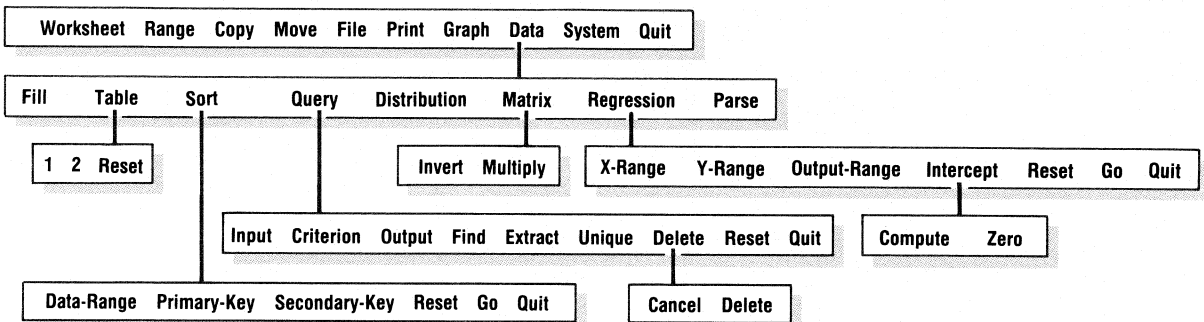 Worksheet Range Copy Move File Print Graph Data System Quit
Fill Table Sort Query Distribution Matrix Regression Parse
1 2 Reset
Invert Multiply
X-Range Y-Range Output-Range Intercept Reset Go Quit
Input Criterion Output Find Extract Unique Delete Reset Quit
Compute Zero
Data-Range Primary-Key Secondary-Key Reset Go Quit
Cancel Delete